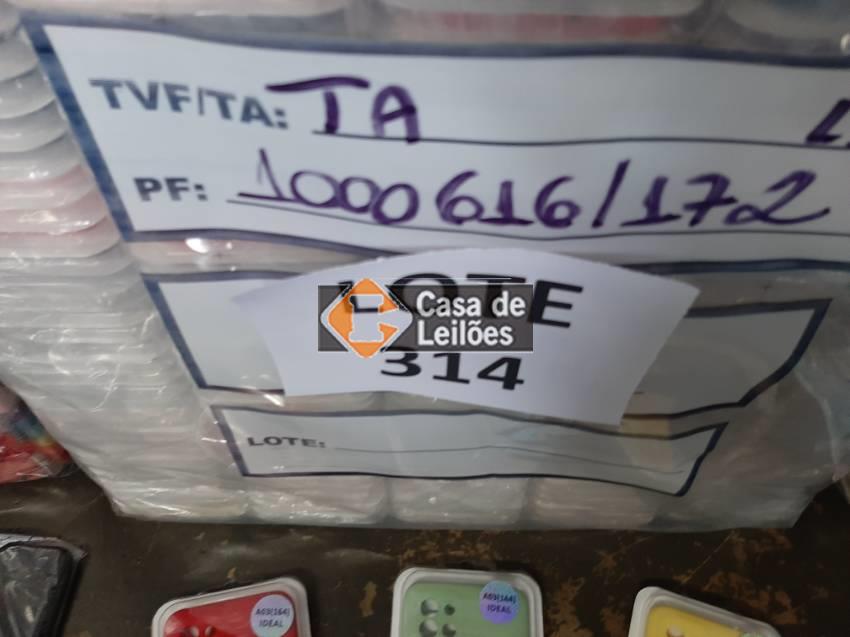 TVF/TA: TA
PF: 1000616/172
LOTE
Casa de
Leilões
314
LOTE:
A03(164)
IDEAL
A03(164)
IDEAL